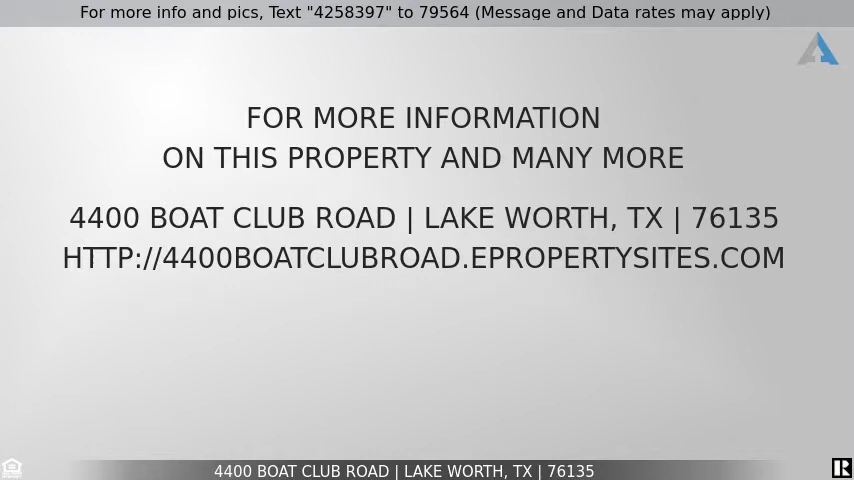 For more info and pics, Text "4258397" to 79564 (Message and Data rates may apply)
FOR MORE INFORMATION
ON THIS PROPERTY AND MANY MORE
4400 BOAT CLUB ROAD | LAKE WORTH, TX | 76135
HTTP://4400BOATCLUBROAD.EPROPERTYSITES.COM
4400 BOAT CLUB ROAD | LAKE WORTH, TX | 76135